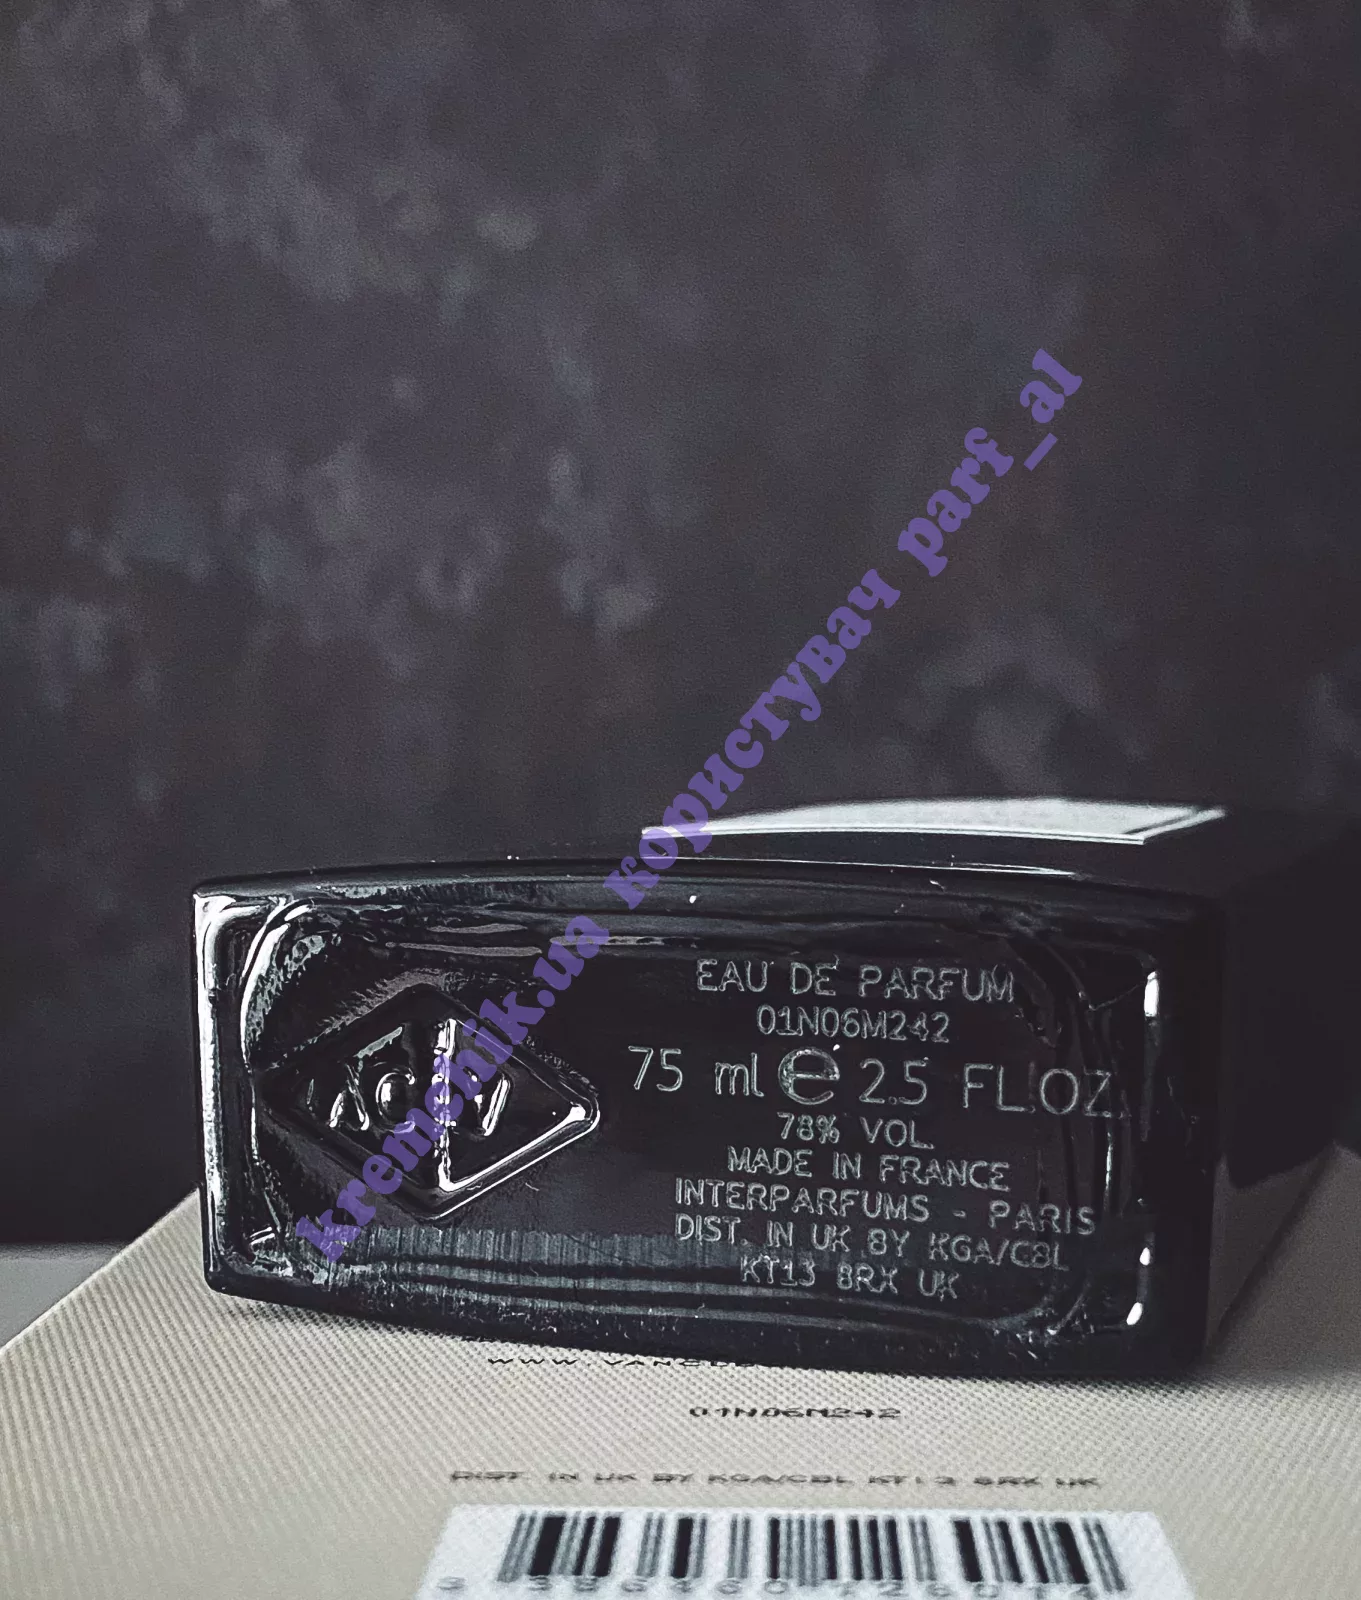 kremenchik.ua користувач parf_al
VCA
EAU DE PARFUM
01N06M242
75 ml e 2.5 FL.OZ.
78% VOL.
MADE IN FRANCE
INTERPARFUMS - PARIS
DIST. IN UK BY KGA/CBL
KT13 8RX UK
01N06M242
DIST. IN UK BY KGA/CBL KT13 8RX UK